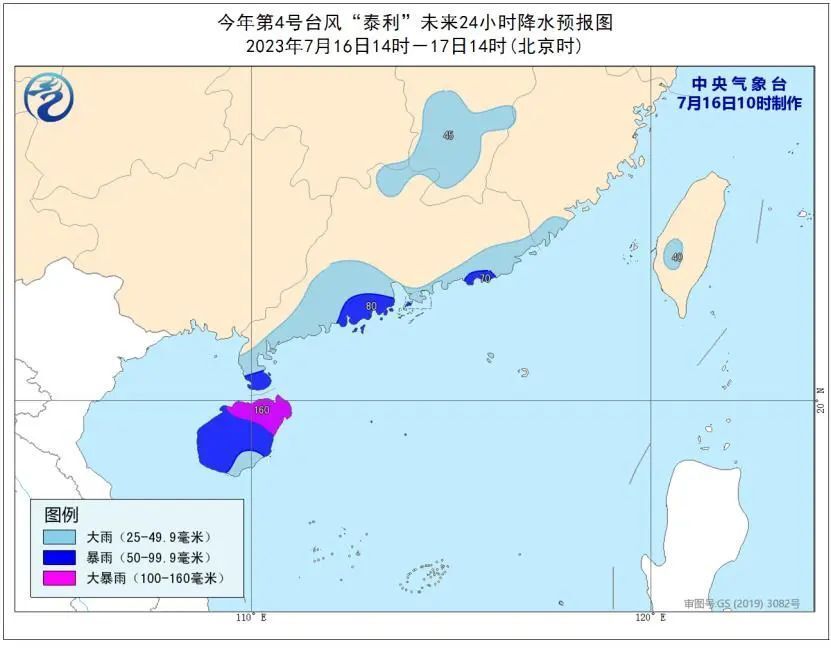 今年第4号台风“泰利”未来24小时降水预报图
2023年7月16日14时—17日14时(北京时)
中央气象台
7月16日10时制作
45
40
70
80
160
20°N
图例
大雨（25-49.9毫米）
暴雨（50-99.9毫米）
大暴雨（100-160毫米）
审图号GS (2019) 3082号
110°E
120°E